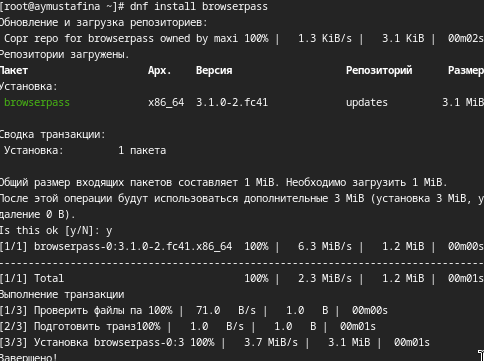 [root@aymustafina ~]# dnf install browserpass
Обновление и загрузка репозиториев:
Copr repo for browserpass owned by maxi 100% | 1.3 KiB/s | 3.1 KiB | 00m02s
Репозитории загружены.
Пакет Арх. Версия Репозиторий Размер
Установка:
browserpass x86_64 3.1.0-2.fc41 updates 3.1 MiB
Сводка транзакции:
Установка: 1 пакета
Общий размер входящих пакетов составляет 1 MiB. Необходимо загрузить 1 MiB.
После этой операции будут использоваться дополнительные 3 MiB (установка 3 MiB, у
даление 0 B).
Is this ok [y/N]: y
[1/1] browserpass-0:3.1.0-2.fc41.x86_64 100% | 6.3 MiB/s | 1.2 MiB | 00m00s
--------------------------------------------------------------------------------
[1/1] Total 100% | 2.3 MiB/s | 1.2 MiB | 00m01s
Выполнение транзакции
[1/3] Проверить файлы па 100% | 71.0 B/s | 1.0 B | 00m00s
[2/3] Подготовить транз100% | 1.0 B/s | 1.0 B | 00m01s
[3/3] Установка browserpass-0:3 100% | 3.7 MiB/s | 3.1 MiB | 00m01s
Завершено!